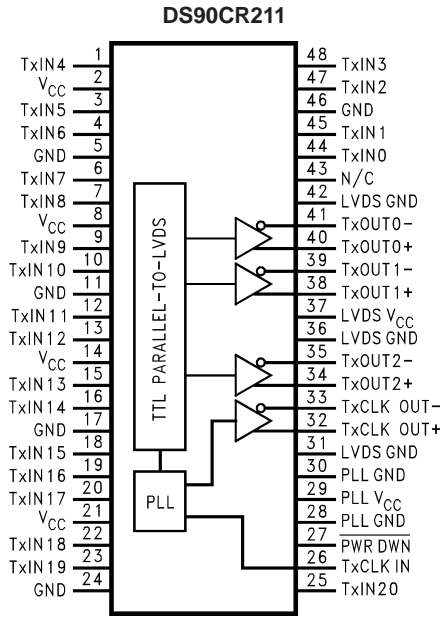 DS90CR211
TxIN4 1 48 TxIN3
VCC 2 47 TxIN2
TxIN5 3 46 GND
TxIN6 4 45 TxIN1
GND 5 44 TxIN0
TxIN7 6 43 N/C
TxIN8 7 42 LVDS GND
VCC 8 41 TxOUT0-
TxIN9 9 40 TxOUT0+
TxIN10 10 39 TxOUT1-
GND 11 38 TxOUT1+
TxIN11 12 37 LVDS VCC
TxIN12 13 36 LVDS GND
VCC 14 35 TxOUT2-
TxIN13 15 34 TxOUT2+
TxIN14 16 33 TxCLK OUT-
GND 17 32 TxCLK OUT+
TxIN15 18 31 LVDS GND
TxIN16 19 30 PLL GND
TxIN17 20 29 PLL VCC
VCC 21 28 PLL GND
TxIN18 22 27 PWR DWN
TxIN19 23 26 TxCLK IN
GND 24 25 TxIN20
TTL PARALLEL-TO-LVDS
PLL